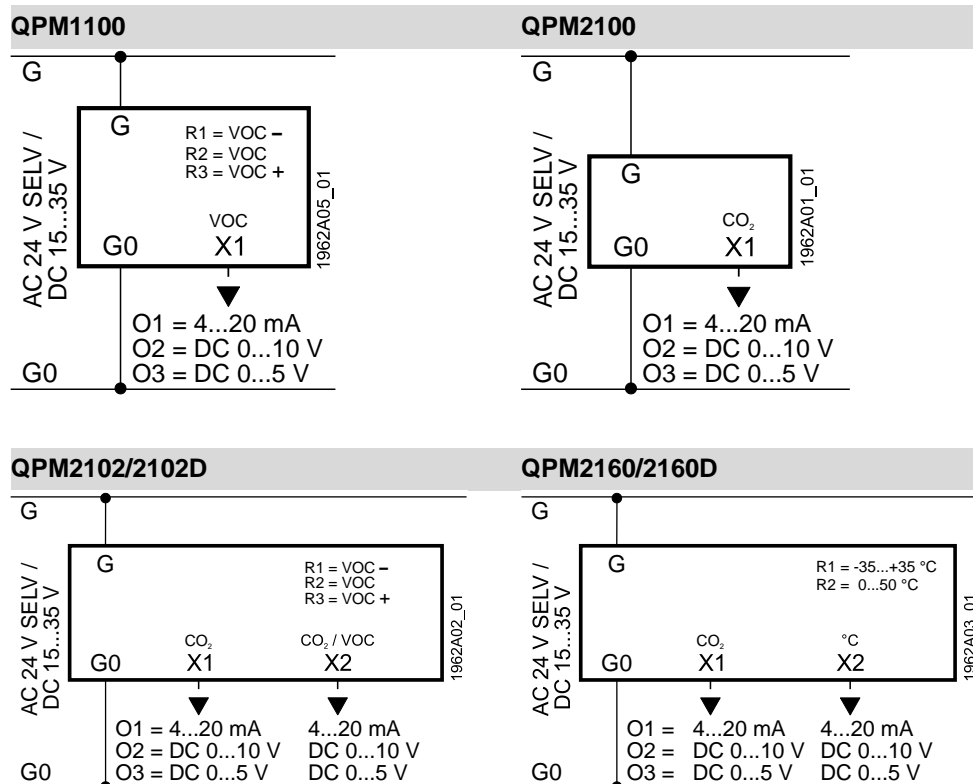 QPM1100
G
G
R1 = VOC –
R2 = VOC
R3 = VOC +
AC 24 V SELV /
DC 15...35 V
1962A05_01
VOC
G0 X1
O1 = 4...20 mA
O2 = DC 0...10 V
G0 O3 = DC 0...5 V
QPM2100
G
G
AC 24 V SELV /
DC 15...35 V
1962A01_01
CO₂
G0 X1
O1 = 4...20 mA
O2 = DC 0...10 V
G0 O3 = DC 0...5 V
QPM2102/2102D
G
G
R1 = VOC –
R2 = VOC
R3 = VOC +
AC 24 V SELV /
DC 15...35 V
1962A02_01
CO₂ CO₂ / VOC
G0 X1 X2
O1 = 4...20 mA 4...20 mA
O2 = DC 0...10 V DC 0...10 V
G0 O3 = DC 0...5 V DC 0...5 V
QPM2160/2160D
G
G
R1 = -35...+35 °C
R2 = 0...50 °C
AC 24 V SELV /
DC 15...35 V
1962A03_01
CO₂ °C
G0 X1 X2
O1 = 4...20 mA 4...20 mA
O2 = DC 0...10 V DC 0...10 V
G0 O3 = DC 0...5 V DC 0...5 V